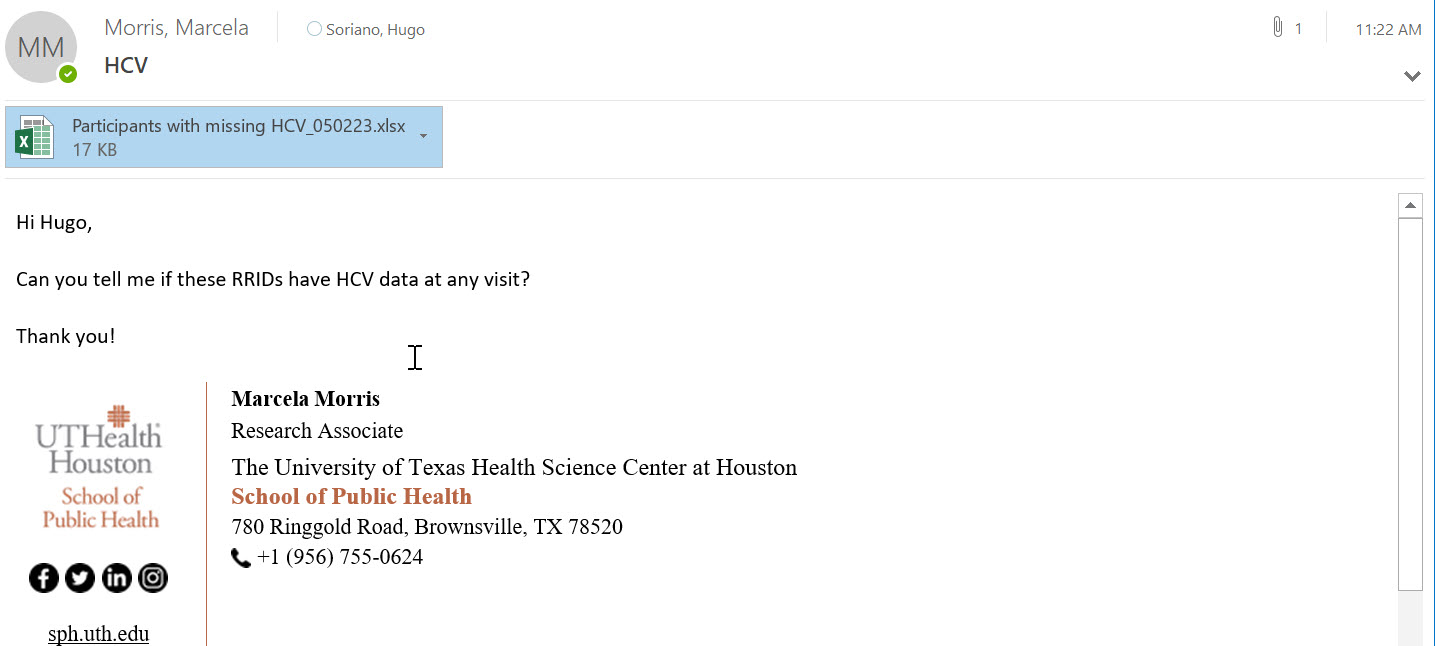 MM
Morris, Marcela
Soriano, Hugo
1
11:22 AM
HCV
Participants with missing HCV_050223.xlsx
17 KB
Hi Hugo,
Can you tell me if these RRIDs have HCV data at any visit?
Thank you!
UTHealth
Houston
School of
Public Health
sph.uth.edu
Marcela Morris
Research Associate
The University of Texas Health Science Center at Houston
School of Public Health
780 Ringgold Road, Brownsville, TX 78520
+1 (956) 755-0624